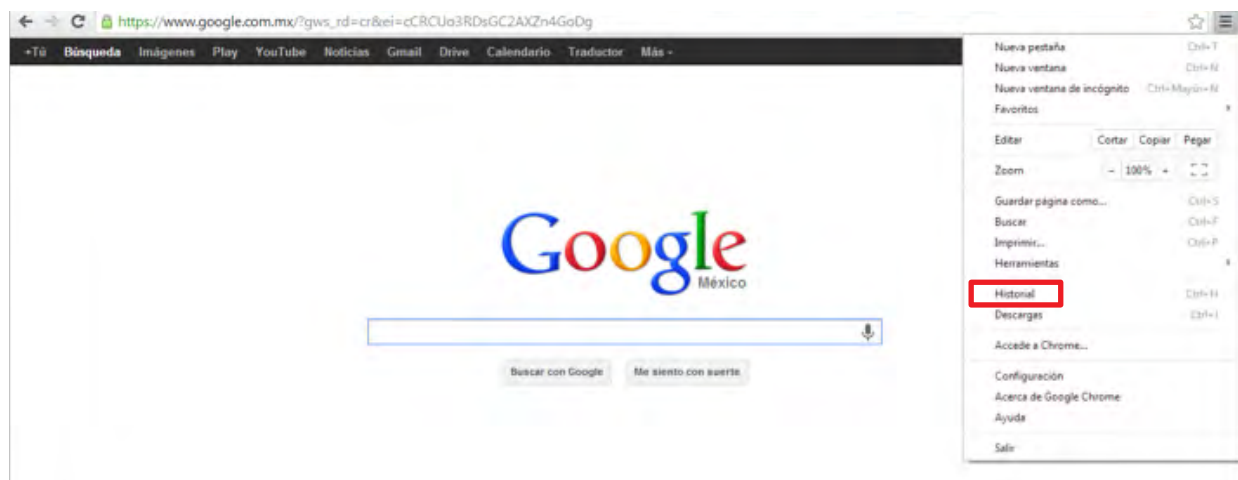 https://www.google.com.mx/?gws_rd=cr&ei=cCRCUo3RDsGC2AXZn4GoDg
+Tú Búsqueda Imágenes Play YouTube Noticias Gmail Drive Calendario Traductor Más
Nueva pestaña Ctrl+T
Nueva ventana Ctrl+N
Nueva ventana de incógnito Ctrl+Mayús+N
Favoritos
Editar Cortar Copiar Pegar
Zoom - 100% +
Guardar página como... Ctrl+S
Buscar Ctrl+F
Imprimir... Ctrl+P
Herramientas
Historial Ctrl+H
Descargas Ctrl+J
Accede a Chrome...
Configuración
Acerca de Google Chrome
Ayuda
Salir
Google
México
Buscar con Google Me siento con suerte